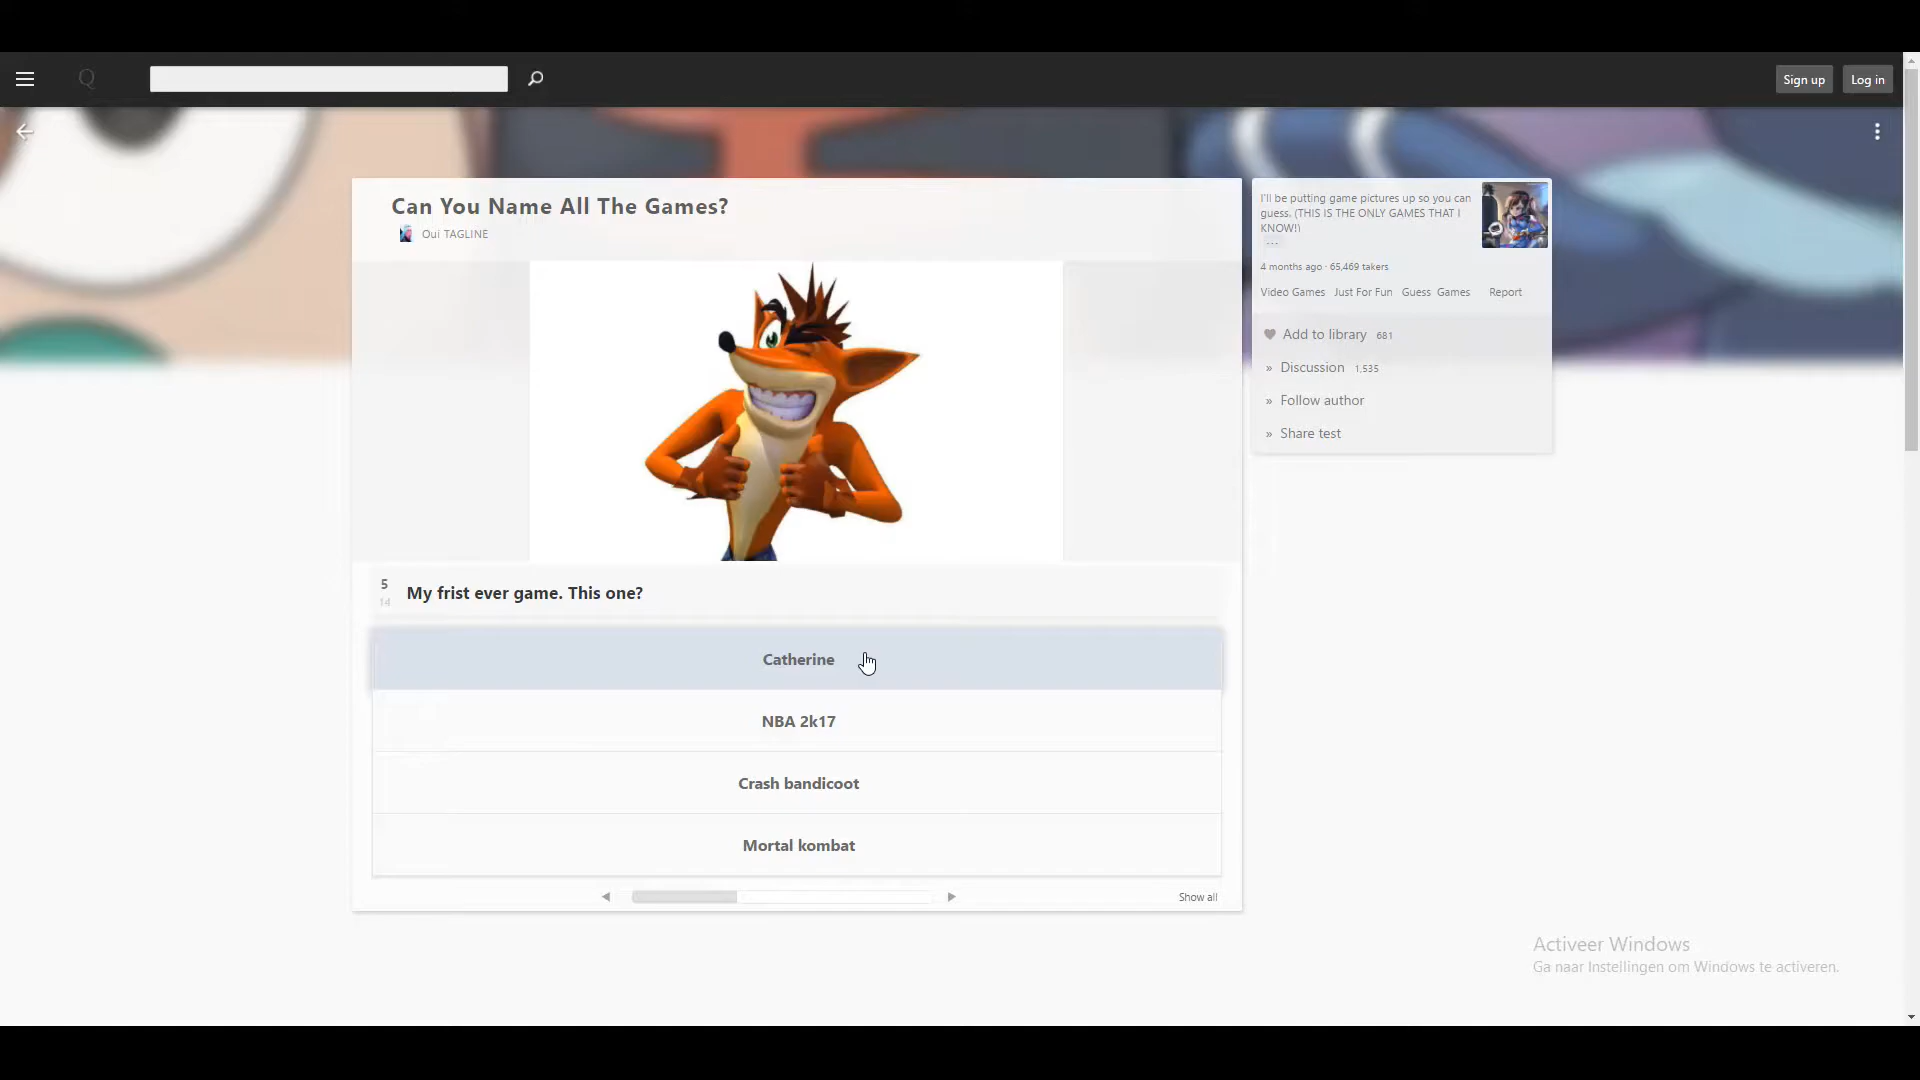 Q
Sign up
Log in
Can You Name All The Games?
Oui TAGLINE
I'll be putting game pictures up so you can
guess. (THIS IS THE ONLY GAMES THAT I
KNOW!)
...
4 months ago · 65,469 takers
Video Games Just For Fun Guess Games Report
Add to library 681
» Discussion 1,535
» Follow author
» Share test
5
14
My frist ever game. This one?
Catherine
NBA 2k17
Crash bandicoot
Mortal kombat
Show all
Activeer Windows
Ga naar Instellingen om Windows te activeren.